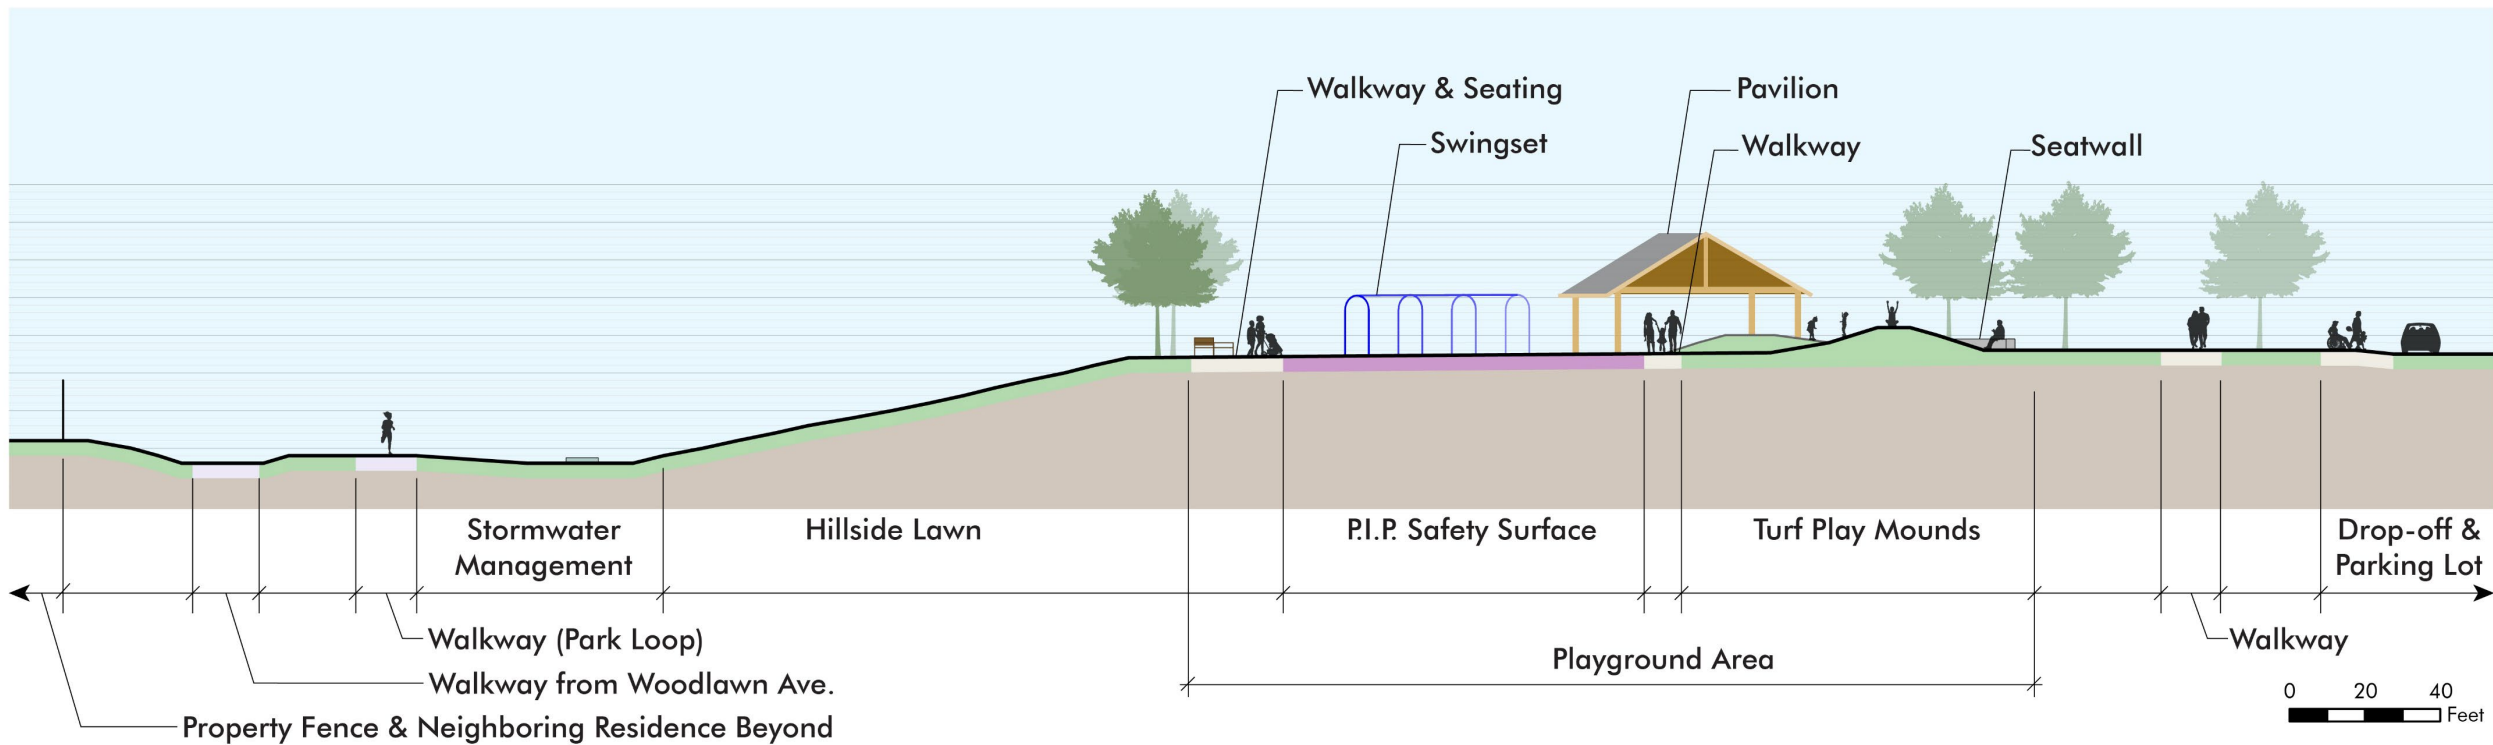 Walkway & Seating
Pavilion
Swingset
Walkway
Seatwall
Stormwater
Management
Hillside Lawn
P.I.P. Safety Surface
Turf Play Mounds
Drop-off &
Parking Lot
Walkway (Park Loop)
Walkway
Playground Area
Walkway from Woodlawn Ave.
Property Fence & Neighboring Residence Beyond
0 20 40
Feet